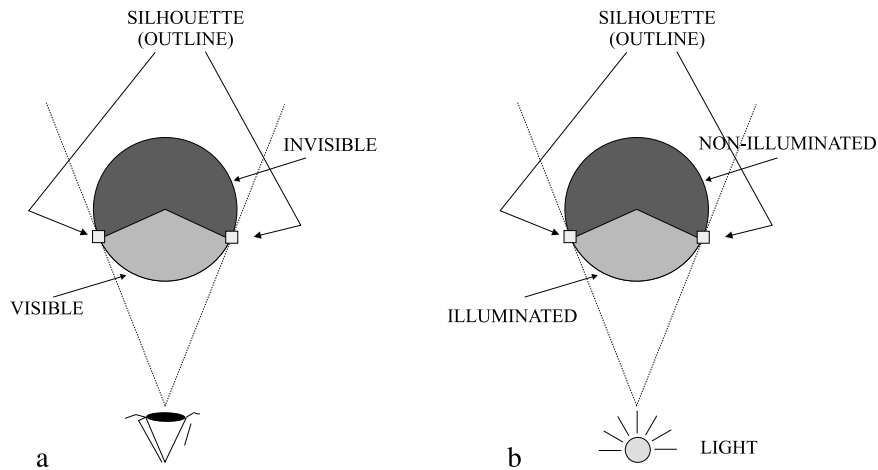 SILHOUETTE
(OUTLINE)
INVISIBLE
VISIBLE
a
SILHOUETTE
(OUTLINE)
NON-ILLUMINATED
ILLUMINATED
LIGHT
b